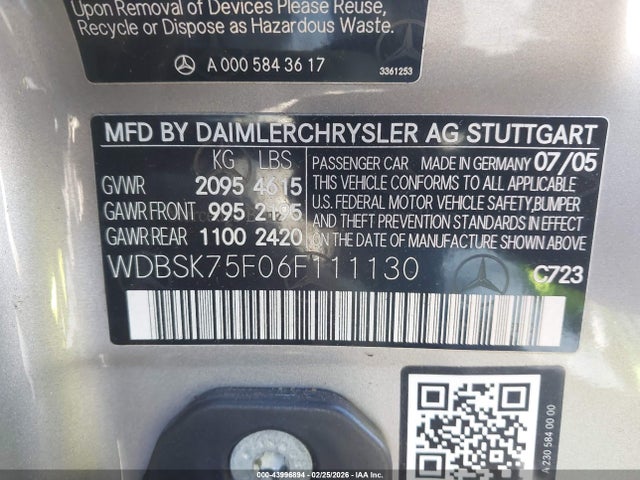 Upon Removal of Devices Please Reuse,
Recycle or Dispose as Hazardous Waste.
A 000 584 36 17
3361253
MFD BY DAIMLERCHRYSLER AG STUTTGART
KG LBS
GVWR 2095 4615
GAWR FRONT 995 2195
GAWR REAR 1100 2420
PASSENGER CAR MADE IN GERMANY 07/05
THIS VEHICLE CONFORMS TO ALL APPLICABLE
U.S. FEDERAL MOTOR VEHICLE SAFETY,BUMPER
AND THEFT PREVENTION STANDARDS IN EFFECT
ON THE DATE OF MANUFACTURE SHOWN ABOVE
WDBSK75F06F111130
C723
A 230 584 00 00
000-43996894 - 02/25/2026 - IAA Inc.